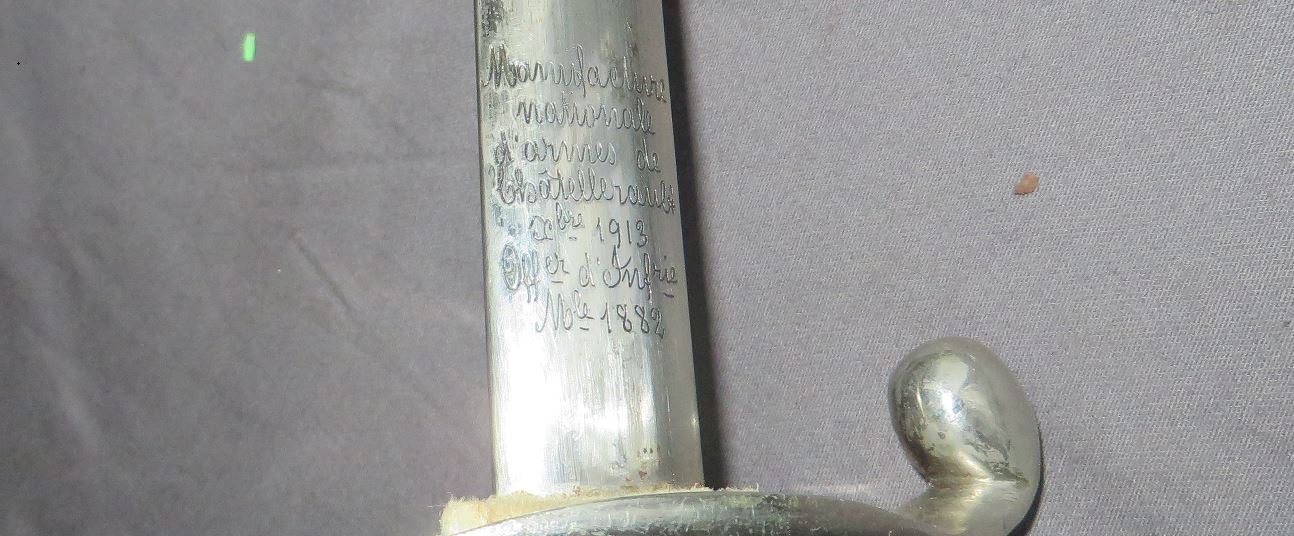 Manufacture
nationale
d'armes de
Châtellerault
xbre 1913
Offer d'Infrie
Mle 1882